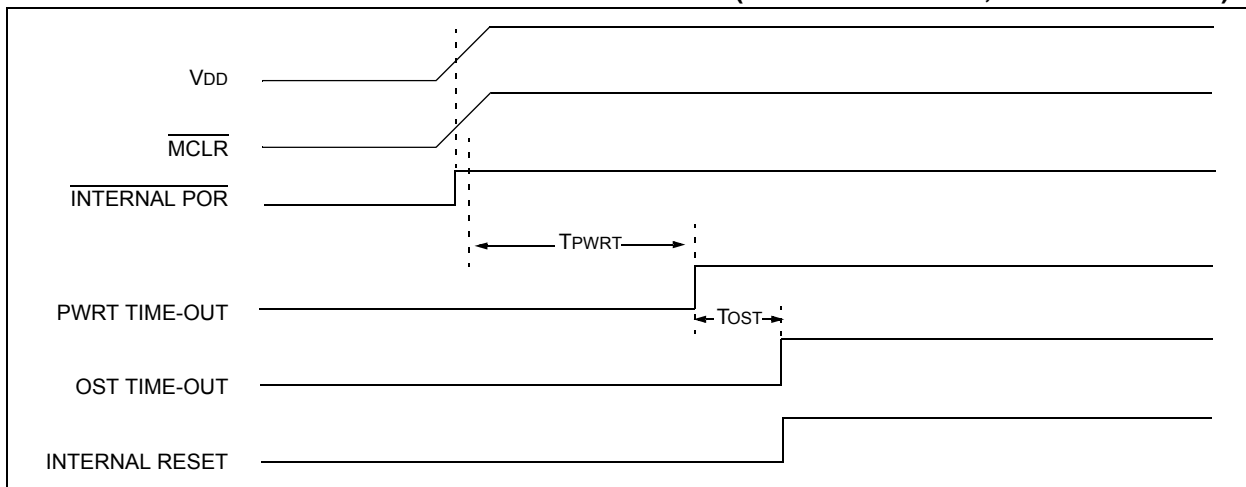 VDD
MCLR
INTERNAL POR
TPWRT
PWRT TIME-OUT
TOST
OST TIME-OUT
INTERNAL RESET